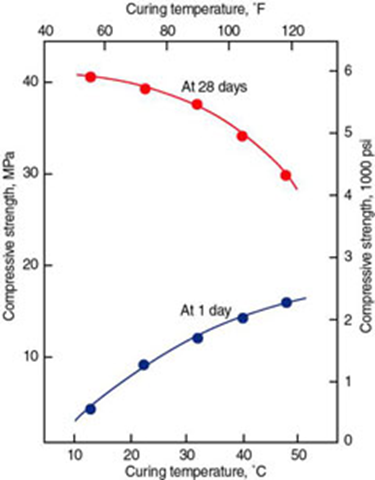 Curing temperature, ˚F
40 60 80 100 120
Compressive strength, MPa
40
30
20
10
At 28 days
At 1 day
6
5
4
3
2
1
0
Compressive strength, 1000 psi
10 20 30 40 50
Curing temperature, ˚C